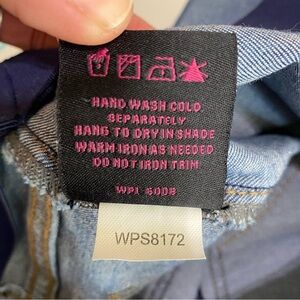 HAND WASH COLD
SEPARATELY
HANG TO DRY IN SHADE
WARM IRON AS NEEDED
DO NOT IRON TRIM
WPL 5008
WPS8172